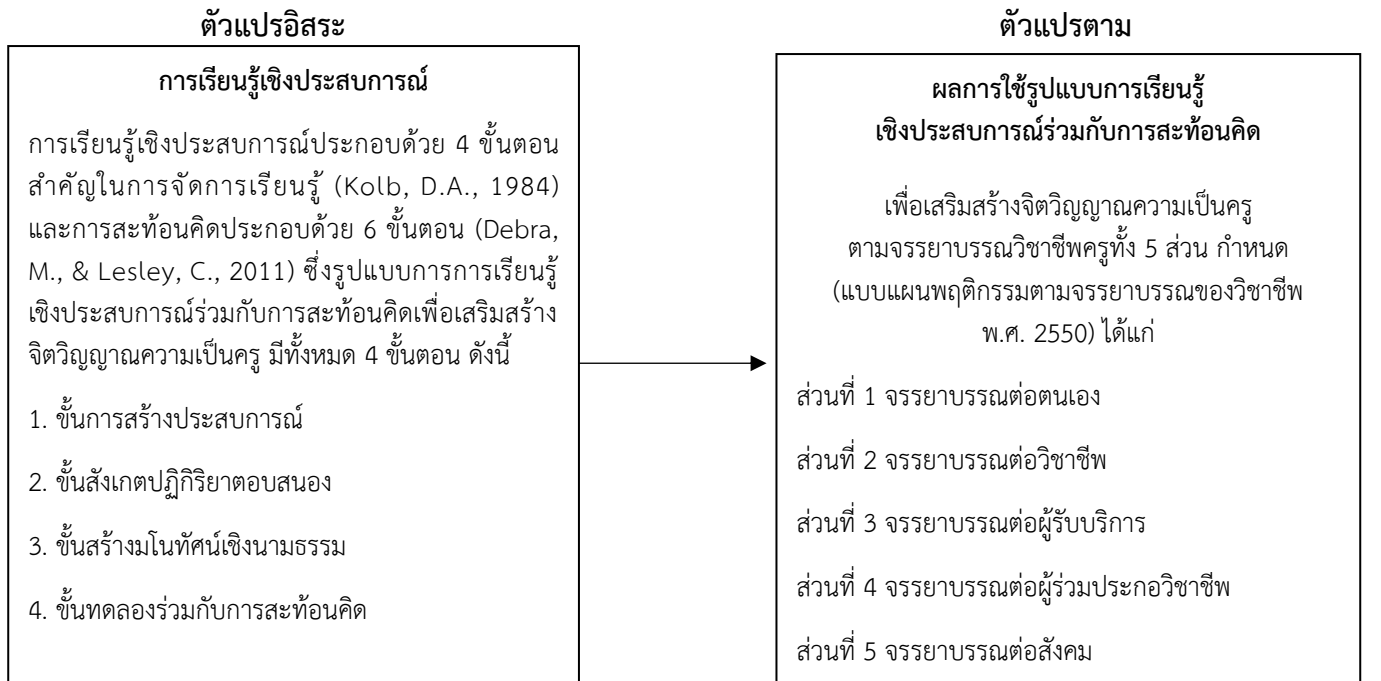 ตัวแปรอิสระ
การเรียนรู้เชิงประสบการณ์
การเรียนรู้เชิงประสบการณ์ประกอบด้วย 4 ขั้นตอน
สำคัญในการจัดการเรียนรู้ (Kolb, D.A., 1984)
และการสะท้อนคิดประกอบด้วย 6 ขั้นตอน (Debra,
M., & Lesley, C., 2011) ซึ่งรูปแบบการการเรียนรู้
เชิงประสบการณ์ร่วมกับการสะท้อนคิดเพื่อเสริมสร้าง
จิตวิญญาณความเป็นครู มีทั้งหมด 4 ขั้นตอน ดังนี้
1. ขั้นการสร้างประสบการณ์
2. ขั้นสังเกตปฏิกิริยาตอบสนอง
3. ขั้นสร้างมโนทัศน์เชิงนามธรรม
4. ขั้นทดลองร่วมกับการสะท้อนคิด
ตัวแปรตาม
ผลการใช้รูปแบบการเรียนรู้
เชิงประสบการณ์ร่วมกับการสะท้อนคิด
เพื่อเสริมสร้างจิตวิญญาณความเป็นครู
ตามจรรยาบรรณวิชาชีพครูทั้ง 5 ส่วน กำหนด
(แบบแผนพฤติกรรมตามจรรยาบรรณของวิชาชีพ
พ.ศ. 2550) ได้แก่
ส่วนที่ 1 จรรยาบรรณต่อตนเอง
ส่วนที่ 2 จรรยาบรรณต่อวิชาชีพ
ส่วนที่ 3 จรรยาบรรณต่อผู้รับบริการ
ส่วนที่ 4 จรรยาบรรณต่อผู้ร่วมประกอวิชาชีพ
ส่วนที่ 5 จรรยาบรรณต่อสังคม